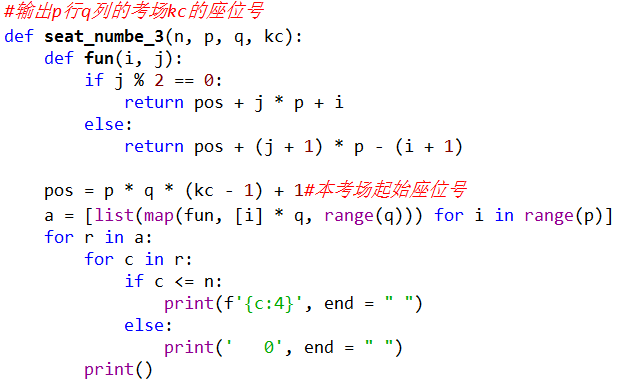 #输出p行q列的考场kc的座位号
def seat_numbe_3(n, p, q, kc):
    def fun(i, j):
        if j % 2 == 0:
            return pos + j * p + i
        else:
            return pos + (j + 1) * p - (i + 1)
    pos = p * q * (kc - 1) + 1#本考场起始座位号
    a = [list(map(fun, [i] * q, range(q))) for i in range(p)]
    for r in a:
        for c in r:
            if c <= n:
                print(f'{c:4}', end = " ")
            else:
                print('   0', end = " ")
        print()